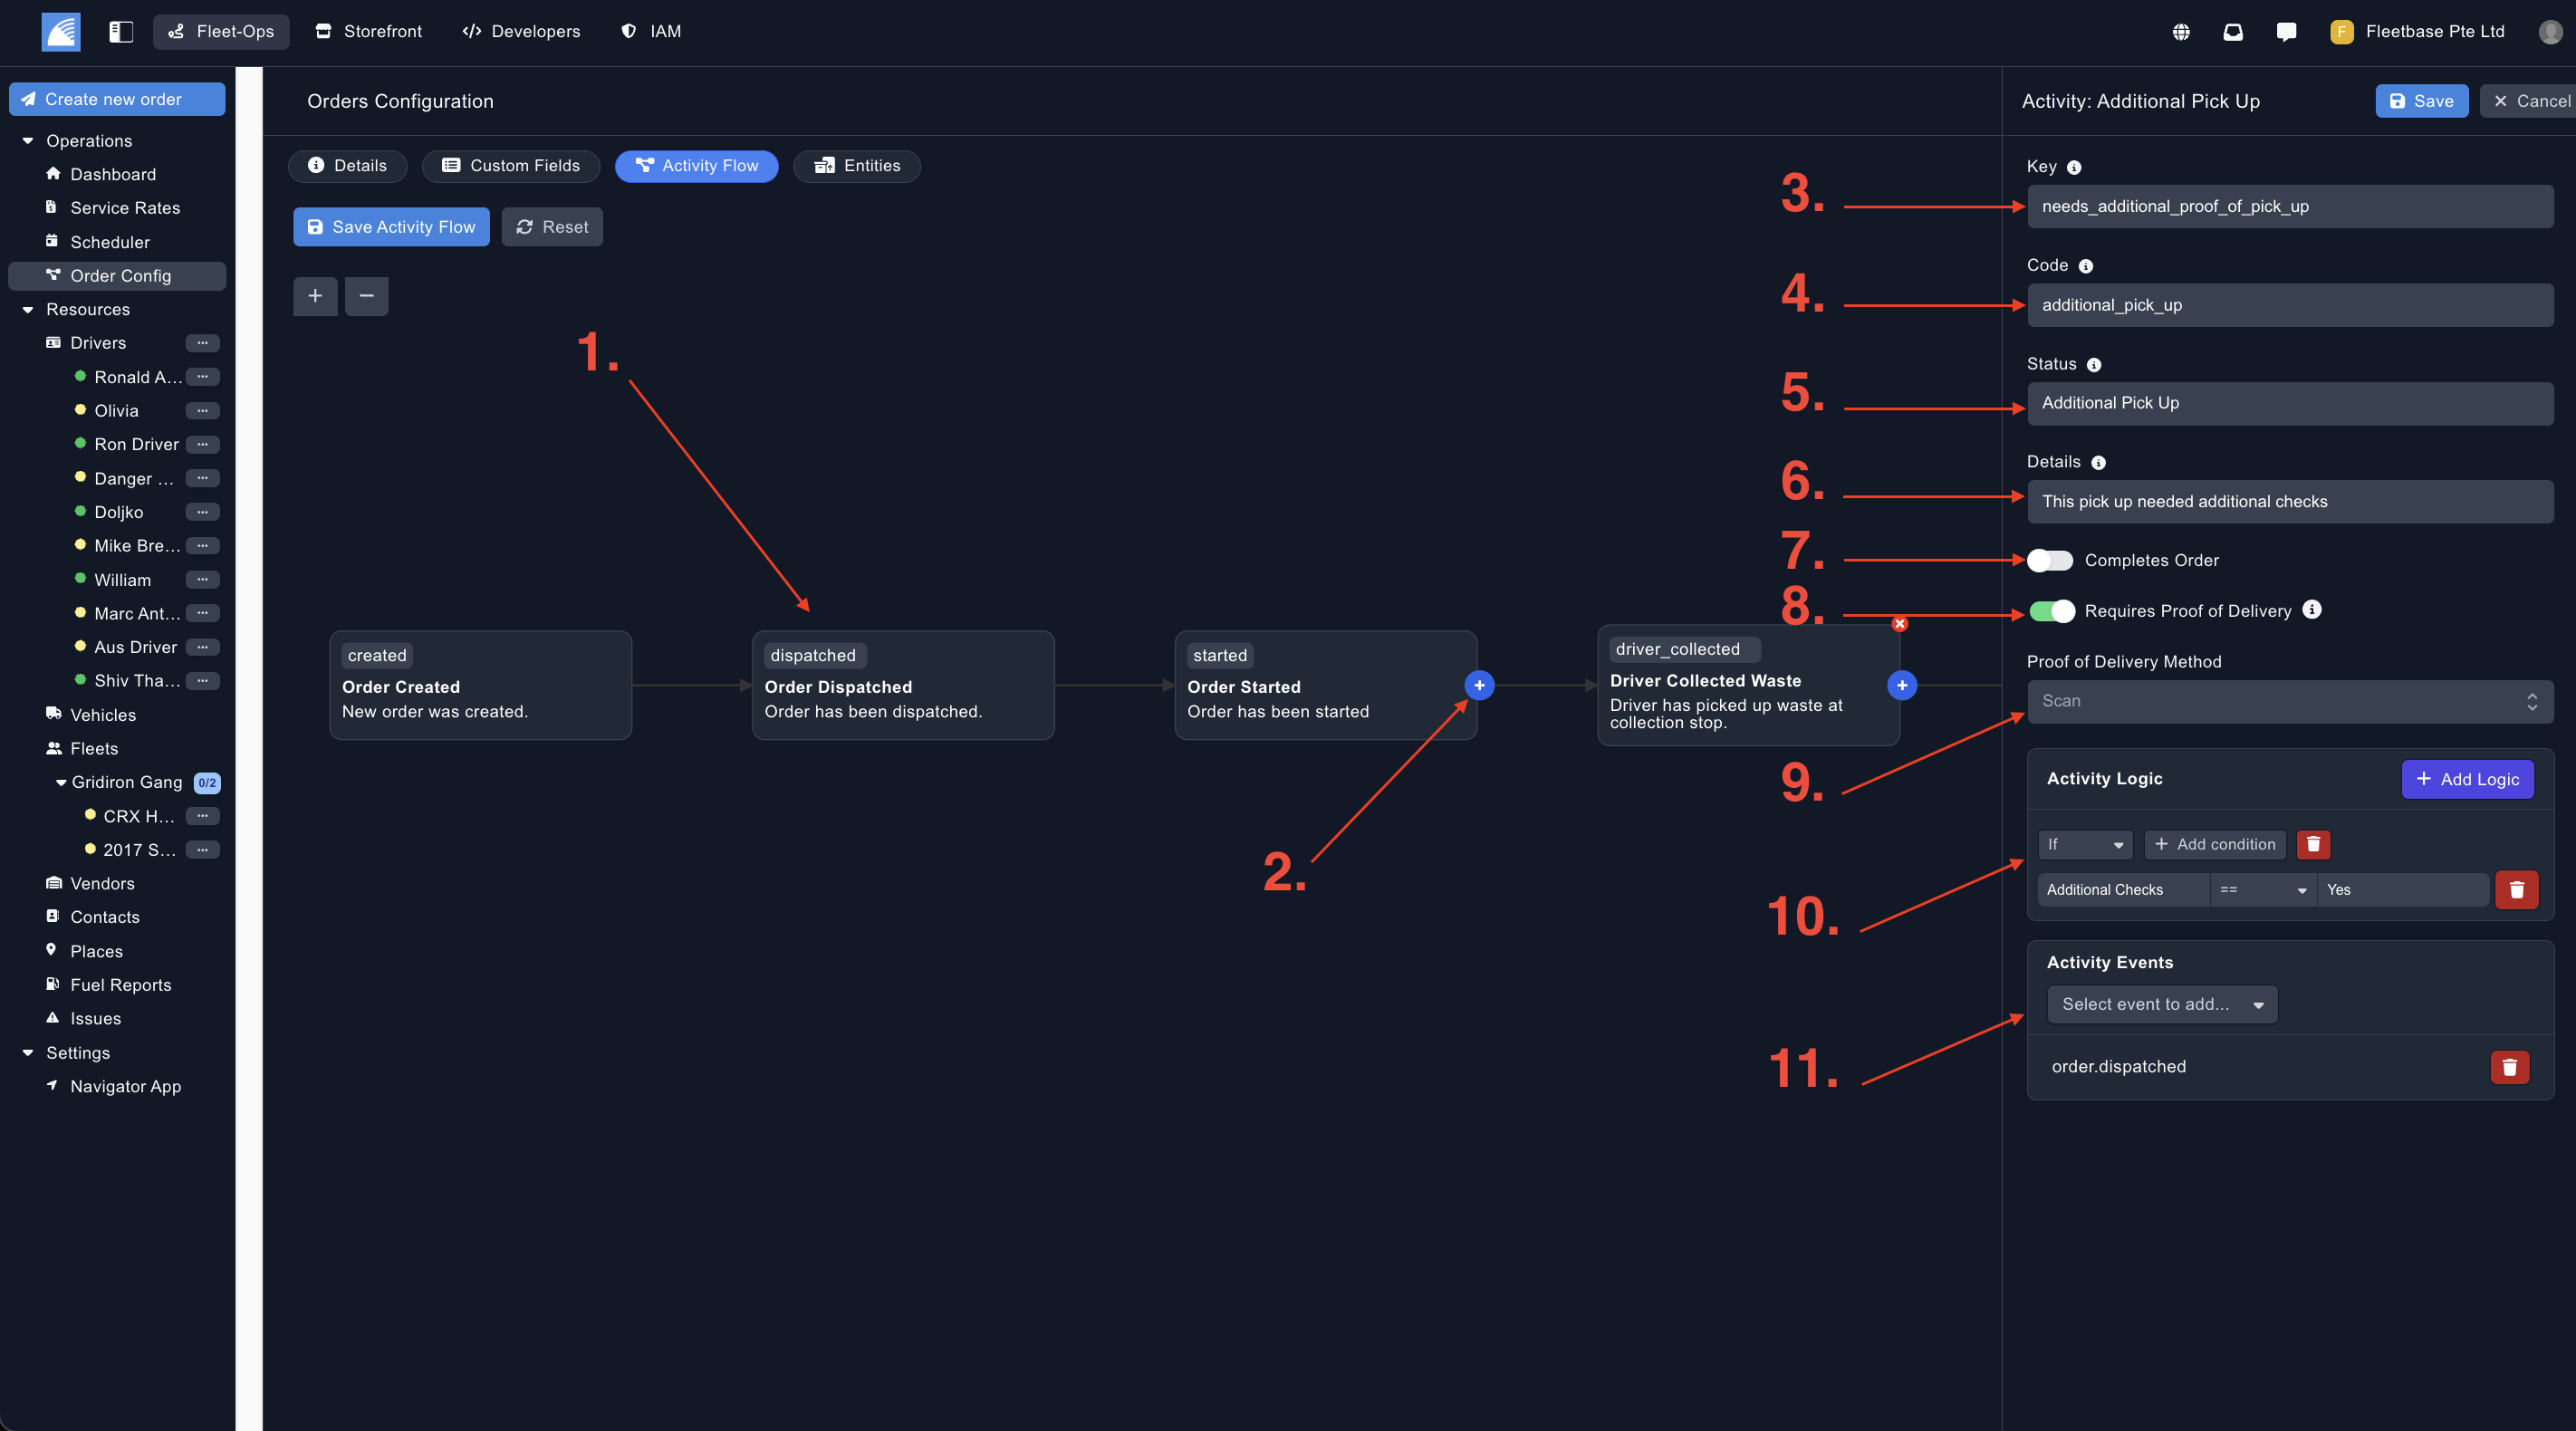 Fleet-Ops
Storefront
Developers
IAM
F
Fleetbase Pte Ltd
Create new order
Operations
Dashboard
Service Rates
Scheduler
Order Config
Resources
Drivers
Ronald A...
Olivia
Ron Driver
Danger ...
Doljko
Mike Bre...
William
Marc Ant...
Aus Driver
Shiv Tha...
Vehicles
Fleets
Gridiron Gang 0/2
CRX H...
2017 S...
Vendors
Contacts
Places
Fuel Reports
Issues
Settings
Navigator App
Orders Configuration
Details
Custom Fields
Activity Flow
Entities
Save Activity Flow
Reset
1.
created
Order Created
New order was created.
dispatched
Order Dispatched
Order has been dispatched.
started
Order Started
Order has been started
driver_collected
Driver Collected Waste
Driver has picked up waste at
collection stop.
2.
3.
4.
5.
6.
7.
8.
9.
10.
11.
Activity: Additional Pick Up
Save
Cancel
Key
needs_additional_proof_of_pick_up
Code
additional_pick_up
Status
Additional Pick Up
Details
This pick up needed additional checks
Completes Order
Requires Proof of Delivery
Proof of Delivery Method
Scan
Activity Logic
+ Add Logic
If
+ Add condition
Additional Checks == Yes
Activity Events
Select event to add...
order.dispatched